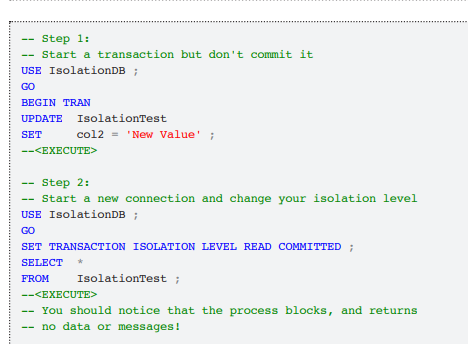 -- Step 1:
-- Start a transaction but don't commit it
USE IsolationDB ;
GO
BEGIN TRAN
UPDATE  IsolationTest
SET     col2 = 'New Value' ;
--<EXECUTE>

-- Step 2:
-- Start a new connection and change your isolation level
USE IsolationDB ;
GO
SET TRANSACTION ISOLATION LEVEL READ COMMITTED ;
SELECT  *
FROM    IsolationTest ;
--<EXECUTE>
-- You should notice that the process blocks, and returns
-- no data or messages!